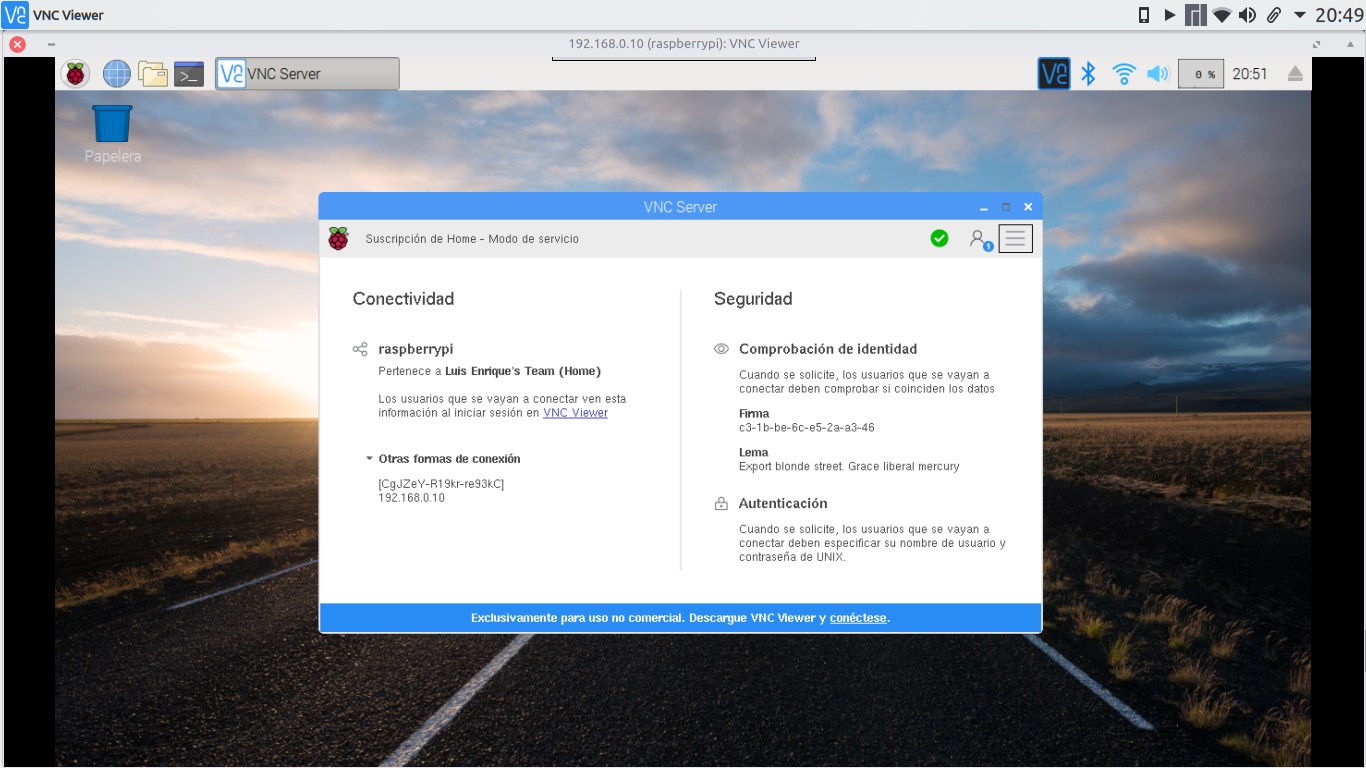 VNC Viewer
20:49
192.168.0.10 (raspberrypi): VNC Viewer
VNC Server
0 %
20:51
Papelera
VNC Server
Suscripción de Home - Modo de servicio
1
Conectividad
raspberrypi
Pertenece a Luis Enrique's Team (Home)
Los usuarios que se vayan a conectar ven esta
información al iniciar sesión en VNC Viewer
Otras formas de conexión
[CgJZeY-R19kr-re93kC]
192.168.0.10
Seguridad
Comprobación de identidad
Cuando se solicite, los usuarios que se vayan a
conectar deben comprobar si coinciden los datos
Firma
c3-1b-be-6c-e5-2a-a3-46
Lema
Export blonde street. Grace liberal mercury
Autenticación
Cuando se solicite, los usuarios que se vayan a
conectar deben especificar su nombre de usuario y
contraseña de UNIX.
Exclusivamente para uso no comercial. Descargue VNC Viewer y conéctese.